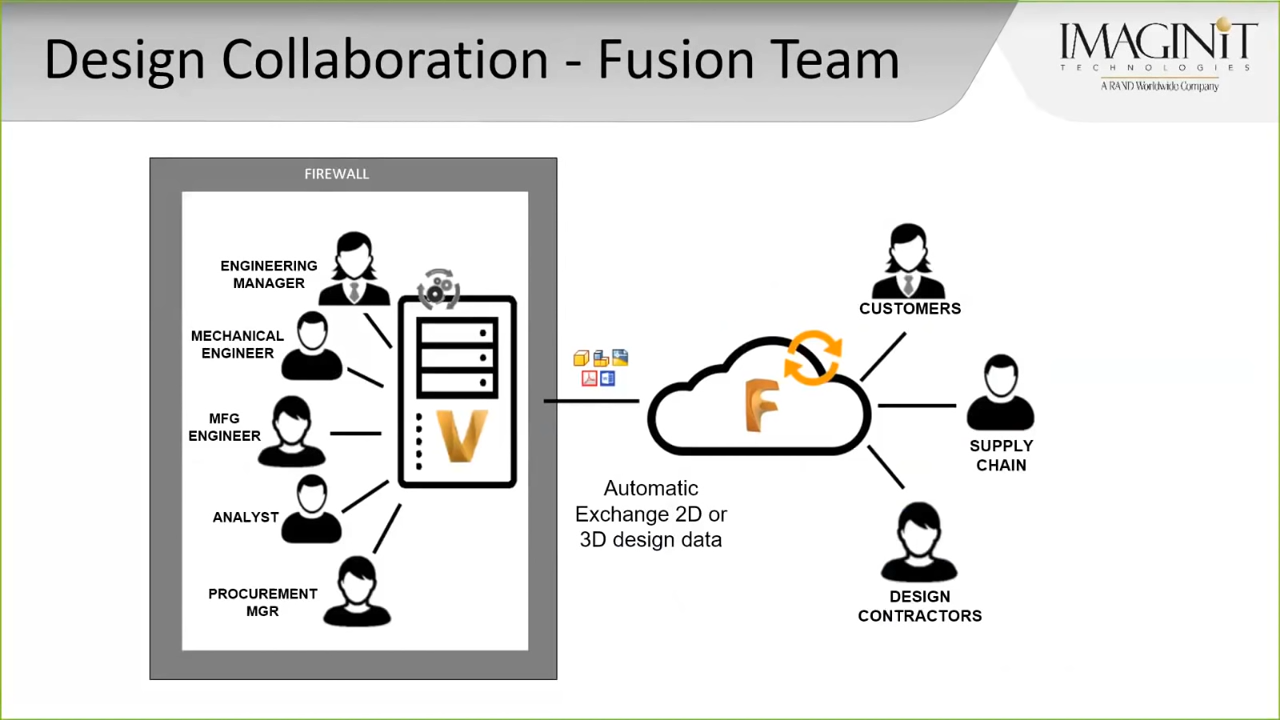 Design Collaboration - Fusion Team
IMAGINiT
TECHNOLOGIES
A RAND Worldwide Company
FIREWALL
ENGINEERING
MANAGER
MECHANICAL
ENGINEER
MFG
ENGINEER
ANALYST
PROCUREMENT
MGR
V
Automatic
Exchange 2D or
3D design data
F
CUSTOMERS
SUPPLY
CHAIN
DESIGN
CONTRACTORS